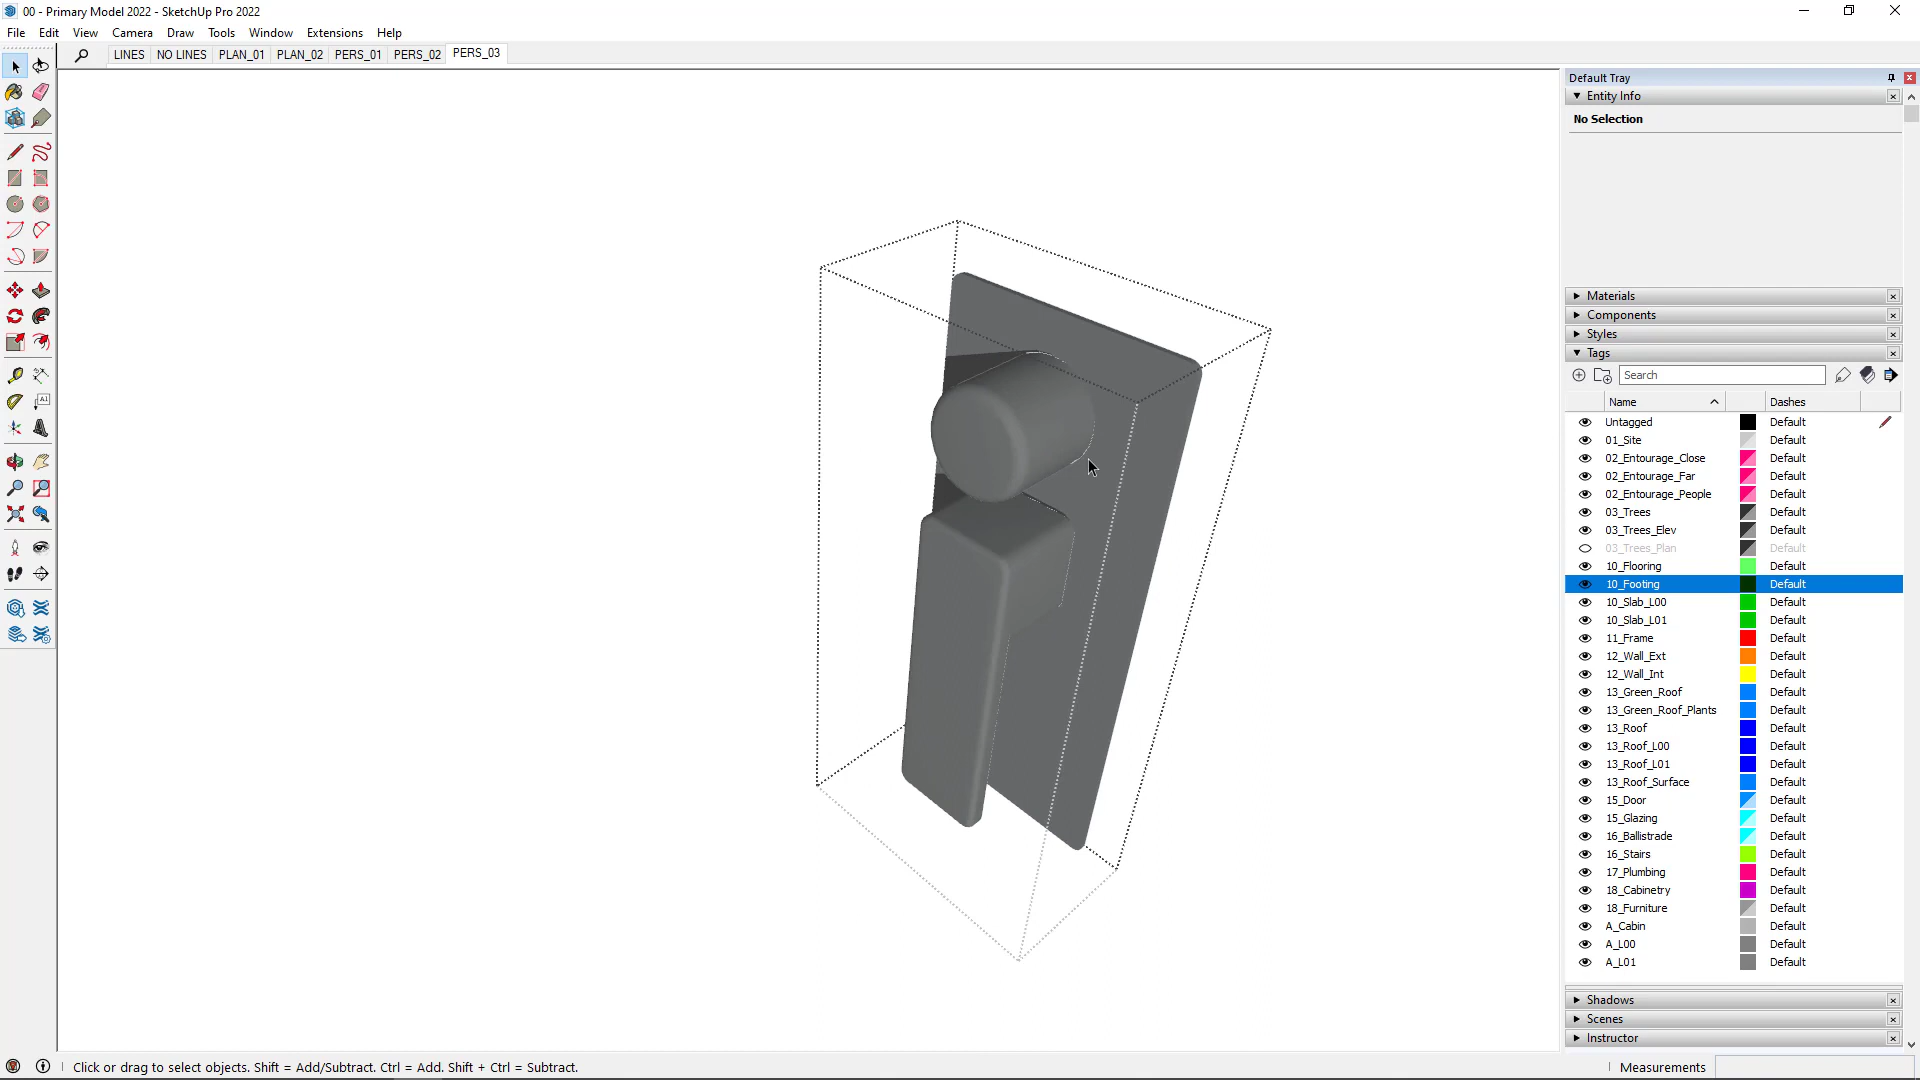 00 - Primary Model 2022 - SketchUp Pro 2022
File Edit View Camera Draw Tools Window Extensions Help
LINES NO LINES PLAN_01 PLAN_02 PERS_01 PERS_02 PERS_03
Default Tray
Entity Info
No Selection
Materials
Components
Styles
Tags
Search
Name Dashes
Untagged Default
01_Site Default
02_Entourage_Close Default
02_Entourage_Far Default
02_Entourage_People Default
03_Trees Default
03_Trees_Elev Default
03_Trees_Plan Default
10_Flooring Default
10_Footing Default
10_Slab_L00 Default
10_Slab_L01 Default
11_Frame Default
12_Wall_Ext Default
12_Wall_Int Default
13_Green_Roof Default
13_Green_Roof_Plants Default
13_Roof Default
13_Roof_L00 Default
13_Roof_L01 Default
13_Roof_Surface Default
15_Door Default
15_Glazing Default
16_Ballistrade Default
16_Stairs Default
17_Plumbing Default
18_Cabinetry Default
18_Furniture Default
A_Cabin Default
A_L00 Default
A_L01 Default
Shadows
Scenes
Instructor
Click or drag to select objects. Shift = Add/Subtract. Ctrl = Add. Shift + Ctrl = Subtract.
Measurements